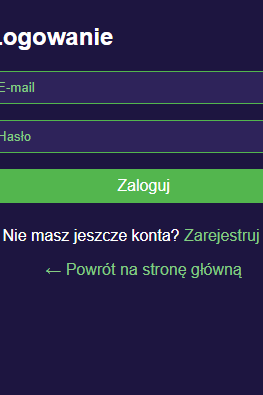 Logowanie
E-mail
Hasło
Zaloguj
Nie masz jeszcze konta? Zarejestruj
← Powrót na stronę główną